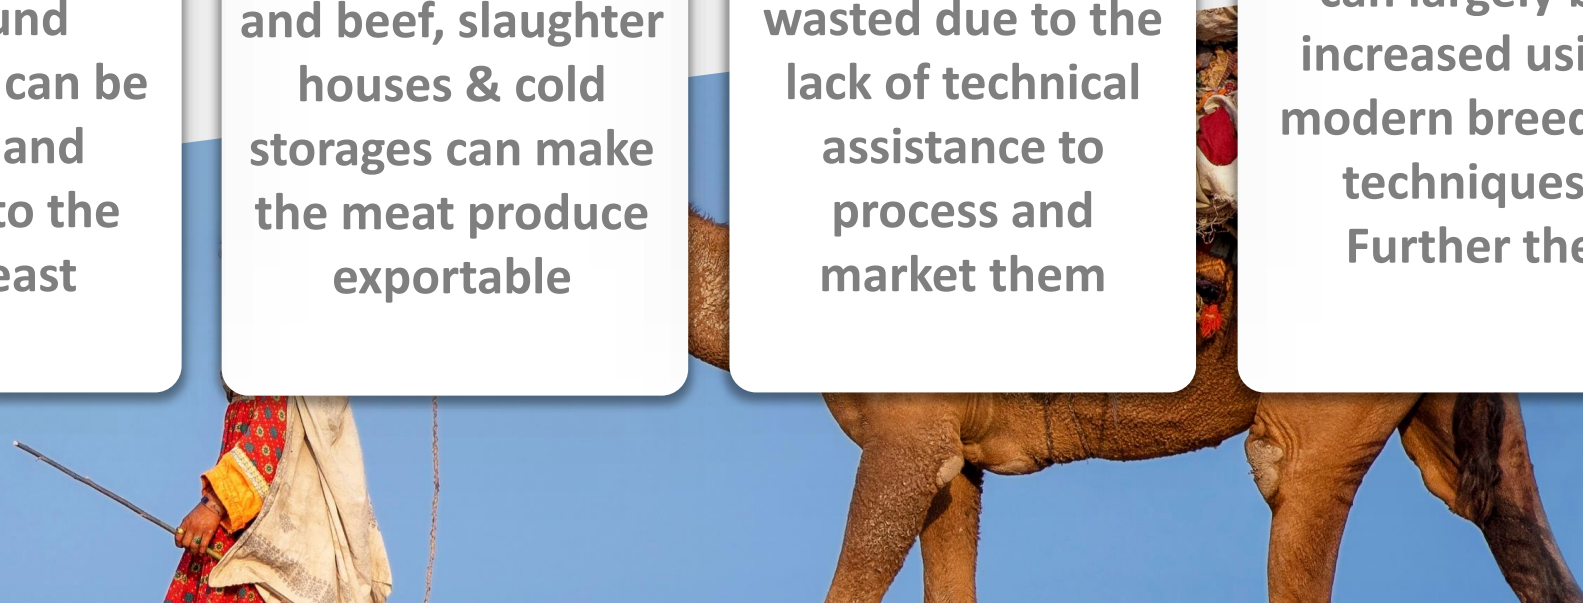 und
can be
and
to the
east
and beef, slaughter
houses & cold
storages can make
the meat produce
exportable
wasted due to the
lack of technical
assistance to
process and
market them
can largely b
increased usi
modern breed
techniques
Further the